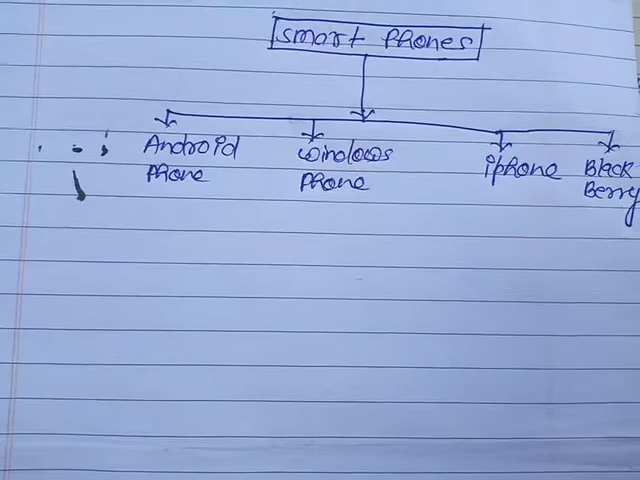 Smart Phones
Android
Phone
Windows
Phone
iphone
Black
Berry